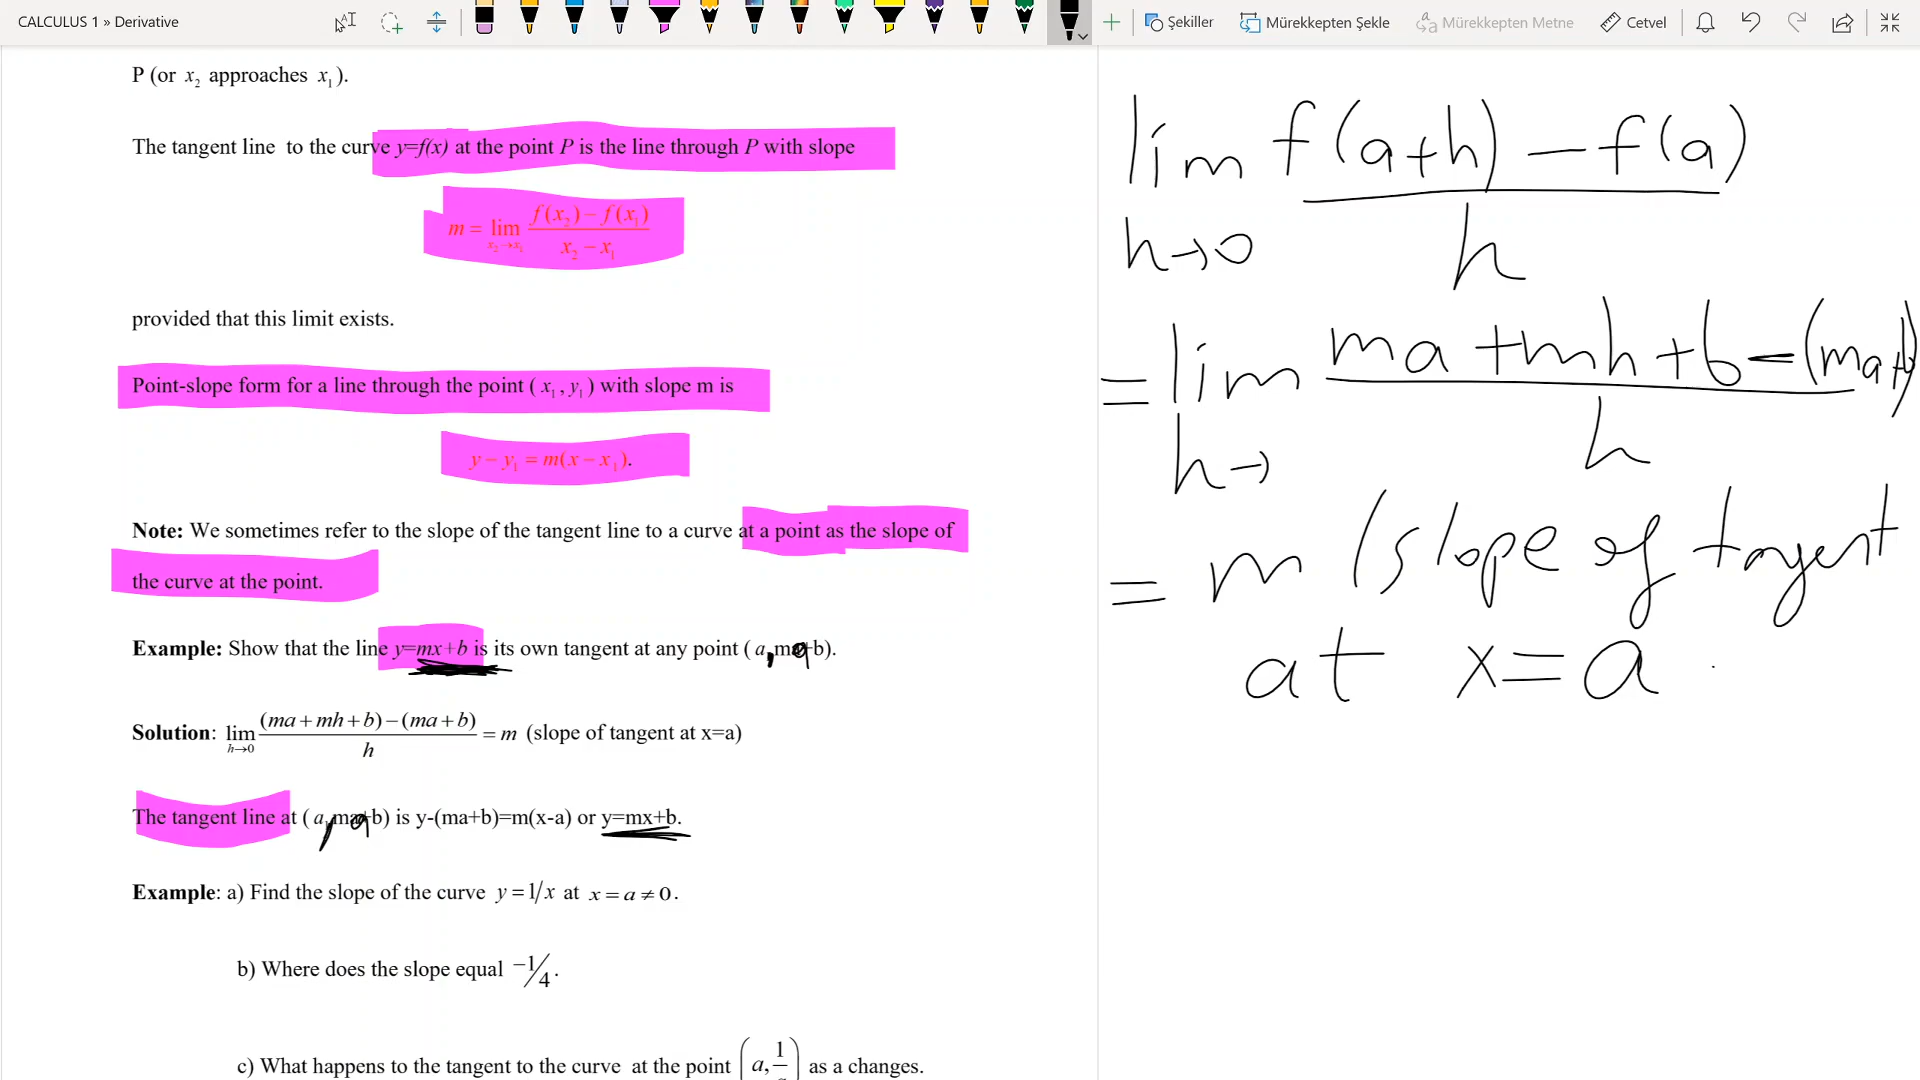 CALCULUS 1 » Derivative
Şekiller
Mürekkepten Şekle
Mürekkepten Metne
Cetvel
P (or x₂ approaches x₁).
The tangent line to the curve y=f(x) at the point P is the line through P with slope
m = lim x₂→x₁ f(x₂) − f(x₁) / x₂ − x₁
provided that this limit exists.
Point-slope form for a line through the point (x₁, y₁) with slope m is
y − y₁ = m(x − x₁).
Note: We sometimes refer to the slope of the tangent line to a curve at a point as the slope of
the curve at the point.
Example: Show that the line y=mx+b is its own tangent at any point (a, ma+b).
Solution: lim h→0 (ma + mh + b) − (ma + b) / h = m (slope of tangent at x=a)
The tangent line at (a, ma+b) is y-(ma+b)=m(x-a) or y=mx+b.
Example: a) Find the slope of the curve y = 1/x at x = a ≠ 0.
b) Where does the slope equal −1/4.
c) What happens to the tangent to the curve at the point (a, 1/a) as a changes.
lim f(a+h) − f(a)
h→0 h
= lim ma + mh + b − (ma+b)
h→ h
= m (slope of tangent
at x = a